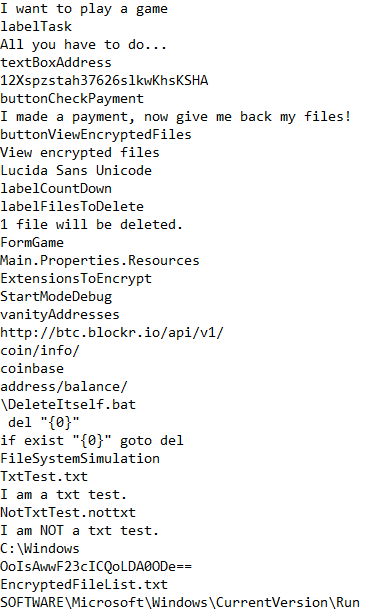 I want to play a game
labelTask
All you have to do...
textBoxAddress
12Xspzstah37626slkwKhsKSHA
buttonCheckPayment
I made a payment, now give me back my files!
buttonViewEncryptedFiles
View encrypted files
Lucida Sans Unicode
labelCountDown
labelFilesToDelete
1 file will be deleted.
FormGame
Main.Properties.Resources
ExtensionsToEncrypt
StartModeDebug
vanityAddresses
http://btc.blockr.io/api/v1/
coin/info/
coinbase
address/balance/
\DeleteItself.bat
 del "{0}"
if exist "{0}" goto del
FileSystemSimulation
TxtTest.txt
I am a txt test.
NotTxtTest.nottxt
I am NOT a txt test.
C:\Windows
OoIsAwwF23cICQoLDA0ODe==
EncryptedFileList.txt
SOFTWARE\Microsoft\Windows\CurrentVersion\Run